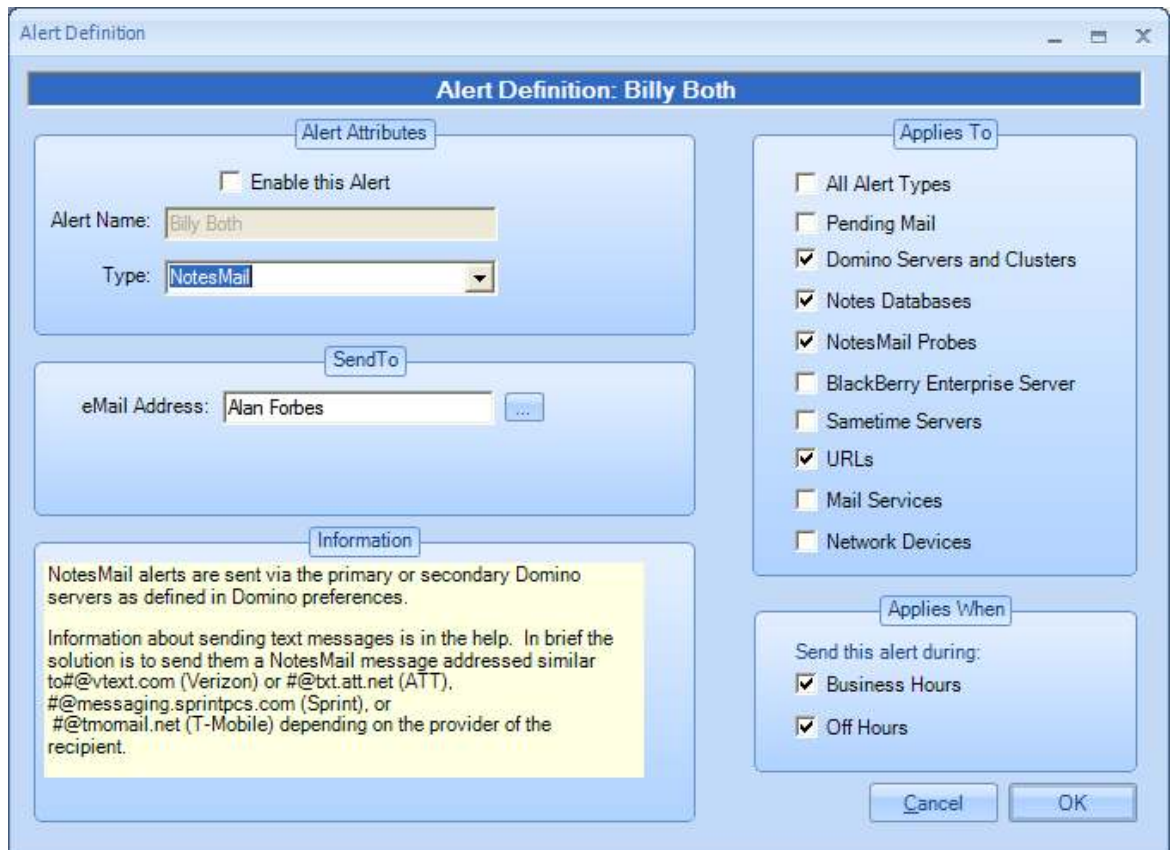 Alert Definition
Alert Definition: Billy Both
Alert Attributes
Enable this Alert
Alert Name: Billy Both
Type: NotesMail
SendTo
eMail Address: Alan Forbes ...
Information
NotesMail alerts are sent via the primary or secondary Domino
servers as defined in Domino preferences.
Information about sending text messages is in the help. In brief the
solution is to send them a NotesMail message addressed similar
to#@vtext.com (Verizon) or #@txt.att.net (ATT),
#@messaging.sprintpcs.com (Sprint), or
#@tmomail.net (T-Mobile) depending on the provider of the
recipient.
Applies To
All Alert Types
Pending Mail
Domino Servers and Clusters
Notes Databases
NotesMail Probes
BlackBerry Enterprise Server
Sametime Servers
URLs
Mail Services
Network Devices
Applies When
Send this alert during:
Business Hours
Off Hours
Cancel OK